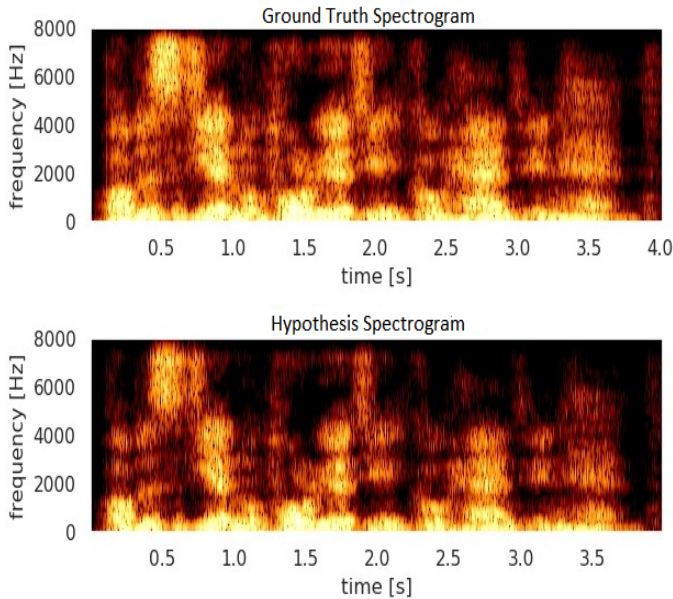 Ground Truth Spectrogram
8000
6000
4000
2000
0
frequency [Hz]
0.5 1.0 1.5 2.0 2.5 3.0 3.5 4.0
time [s]
Hypothesis Spectrogram
8000
6000
4000
2000
0
frequency [Hz]
0.5 1.0 1.5 2.0 2.5 3.0 3.5
time [s]